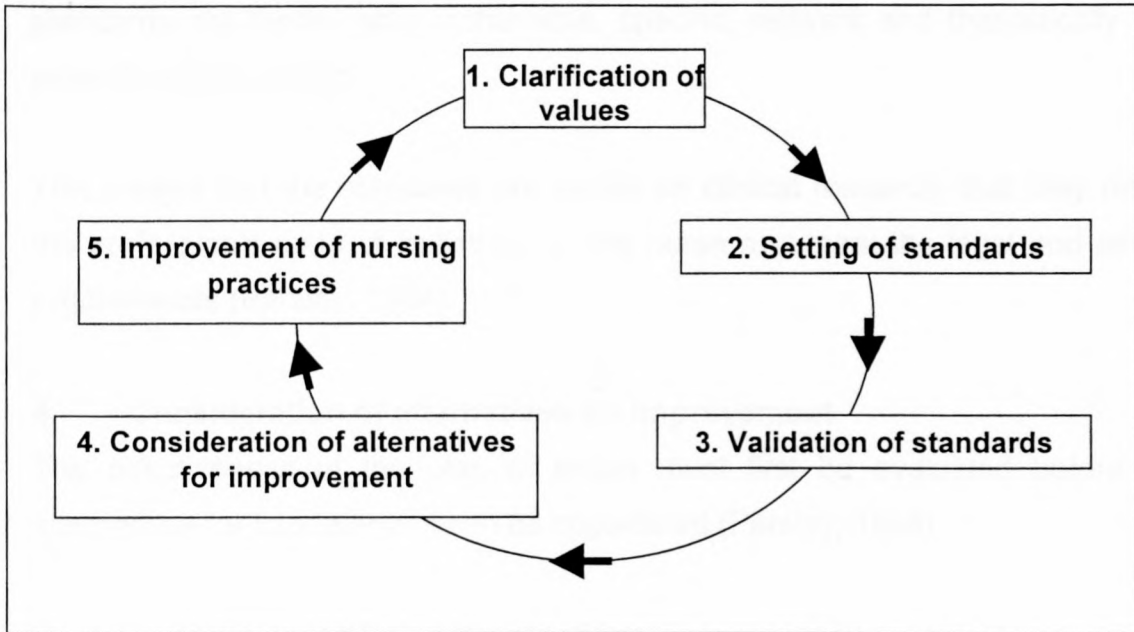 1. Clarification of
values
2. Setting of standards
3. Validation of standards
4. Consideration of alternatives
for improvement
5. Improvement of nursing
practices